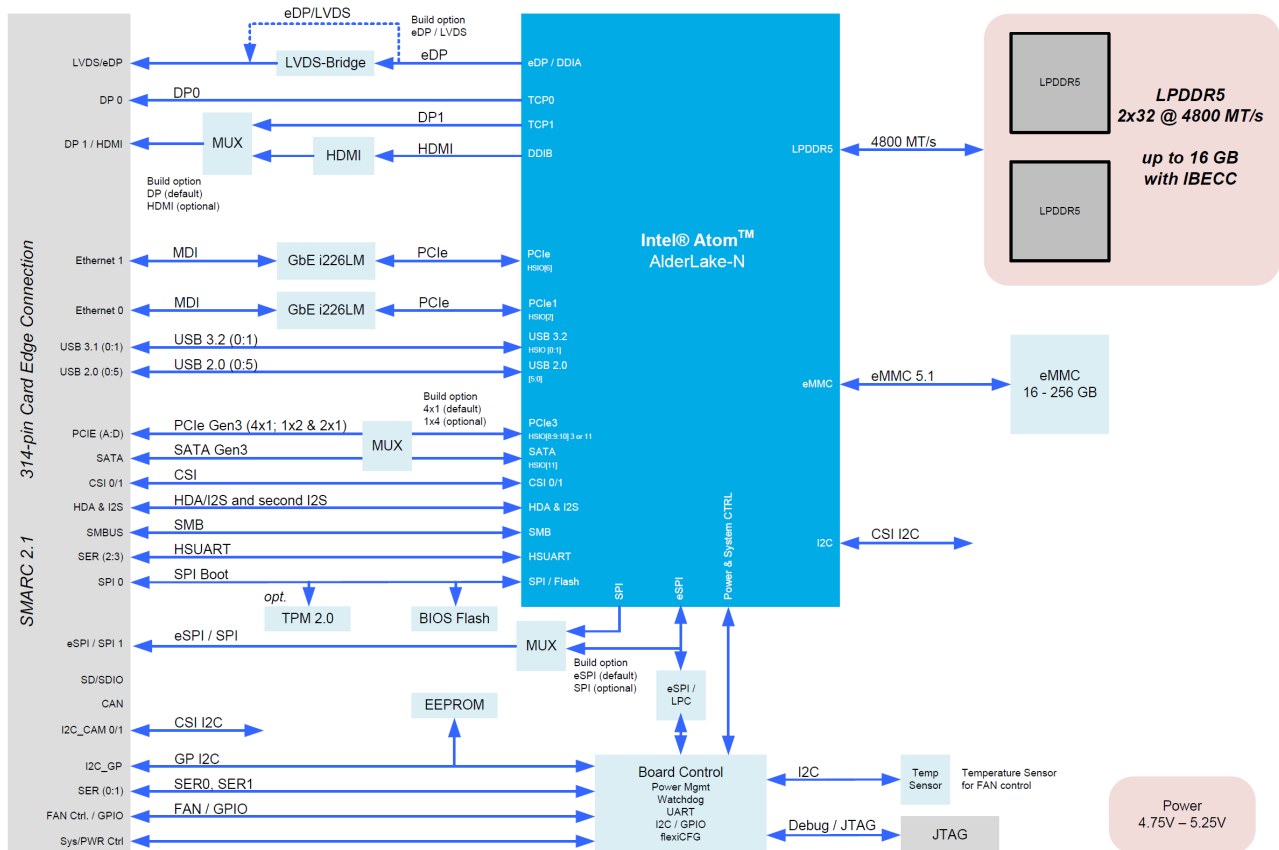 eDP/LVDS
Build option
eDP / LVDS
LVDS/eDP
LVDS-Bridge
eDP
eDP / DDIA
DP 0
DP0
TCP0
DP1
TCP1
DP 1 / HDMI
MUX
HDMI
HDMI
DDIB
Build option
DP (default)
HDMI (optional)
LPDDR5
4800 MT/s
LPDDR5
LPDDR5
LPDDR5
2x32 @ 4800 MT/s
up to 16 GB
with IBECC
Intel® Atom™
AlderLake-N
314-pin Card Edge Connection
SMARC 2.1
Ethernet 1
MDI
GbE i226LM
PCIe
PCIe
HSIO[6]
Ethernet 0
MDI
GbE i226LM
PCIe
PCIe1
HSIO[2]
USB 3.1 (0:1)
USB 3.2 (0:1)
USB 3.2
HSIO [0:1]
USB 2.0 (0:5)
USB 2.0 (0:5)
USB 2.0
[5:0]
eMMC
eMMC 5.1
eMMC
16 - 256 GB
Build option
4x1 (default)
1x4 (optional)
PCIE (A:D)
PCIe Gen3 (4x1; 1x2 & 2x1)
MUX
PCIe3
HSIO[8:9:10] 3 or 11
SATA
SATA Gen3
SATA
HSIO[11]
CSI 0/1
CSI
CSI 0/1
HDA & I2S
HDA/I2S and second I2S
HDA & I2S
SMBUS
SMB
SMB
SER (2:3)
HSUART
HSUART
SPI 0
SPI Boot
SPI / Flash
I2C
CSI I2C
SPI
eSPI
Power & System CTRL
opt.
TPM 2.0
BIOS Flash
eSPI / SPI 1
eSPI / SPI
MUX
Build option
eSPI (default)
SPI (optional)
eSPI /
LPC
SD/SDIO
CAN
EEPROM
I2C_CAM 0/1
CSI I2C
I2C_GP
GP I2C
SER (0:1)
SER0, SER1
FAN Ctrl. / GPIO
FAN / GPIO
Sys/PWR Ctrl
Board Control
Power Mgmt
Watchdog
UART
I2C / GPIO
flexiCFG
I2C
Temp
Sensor
Temperature Sensor
for FAN control
Debug / JTAG
JTAG
Power
4.75V – 5.25V